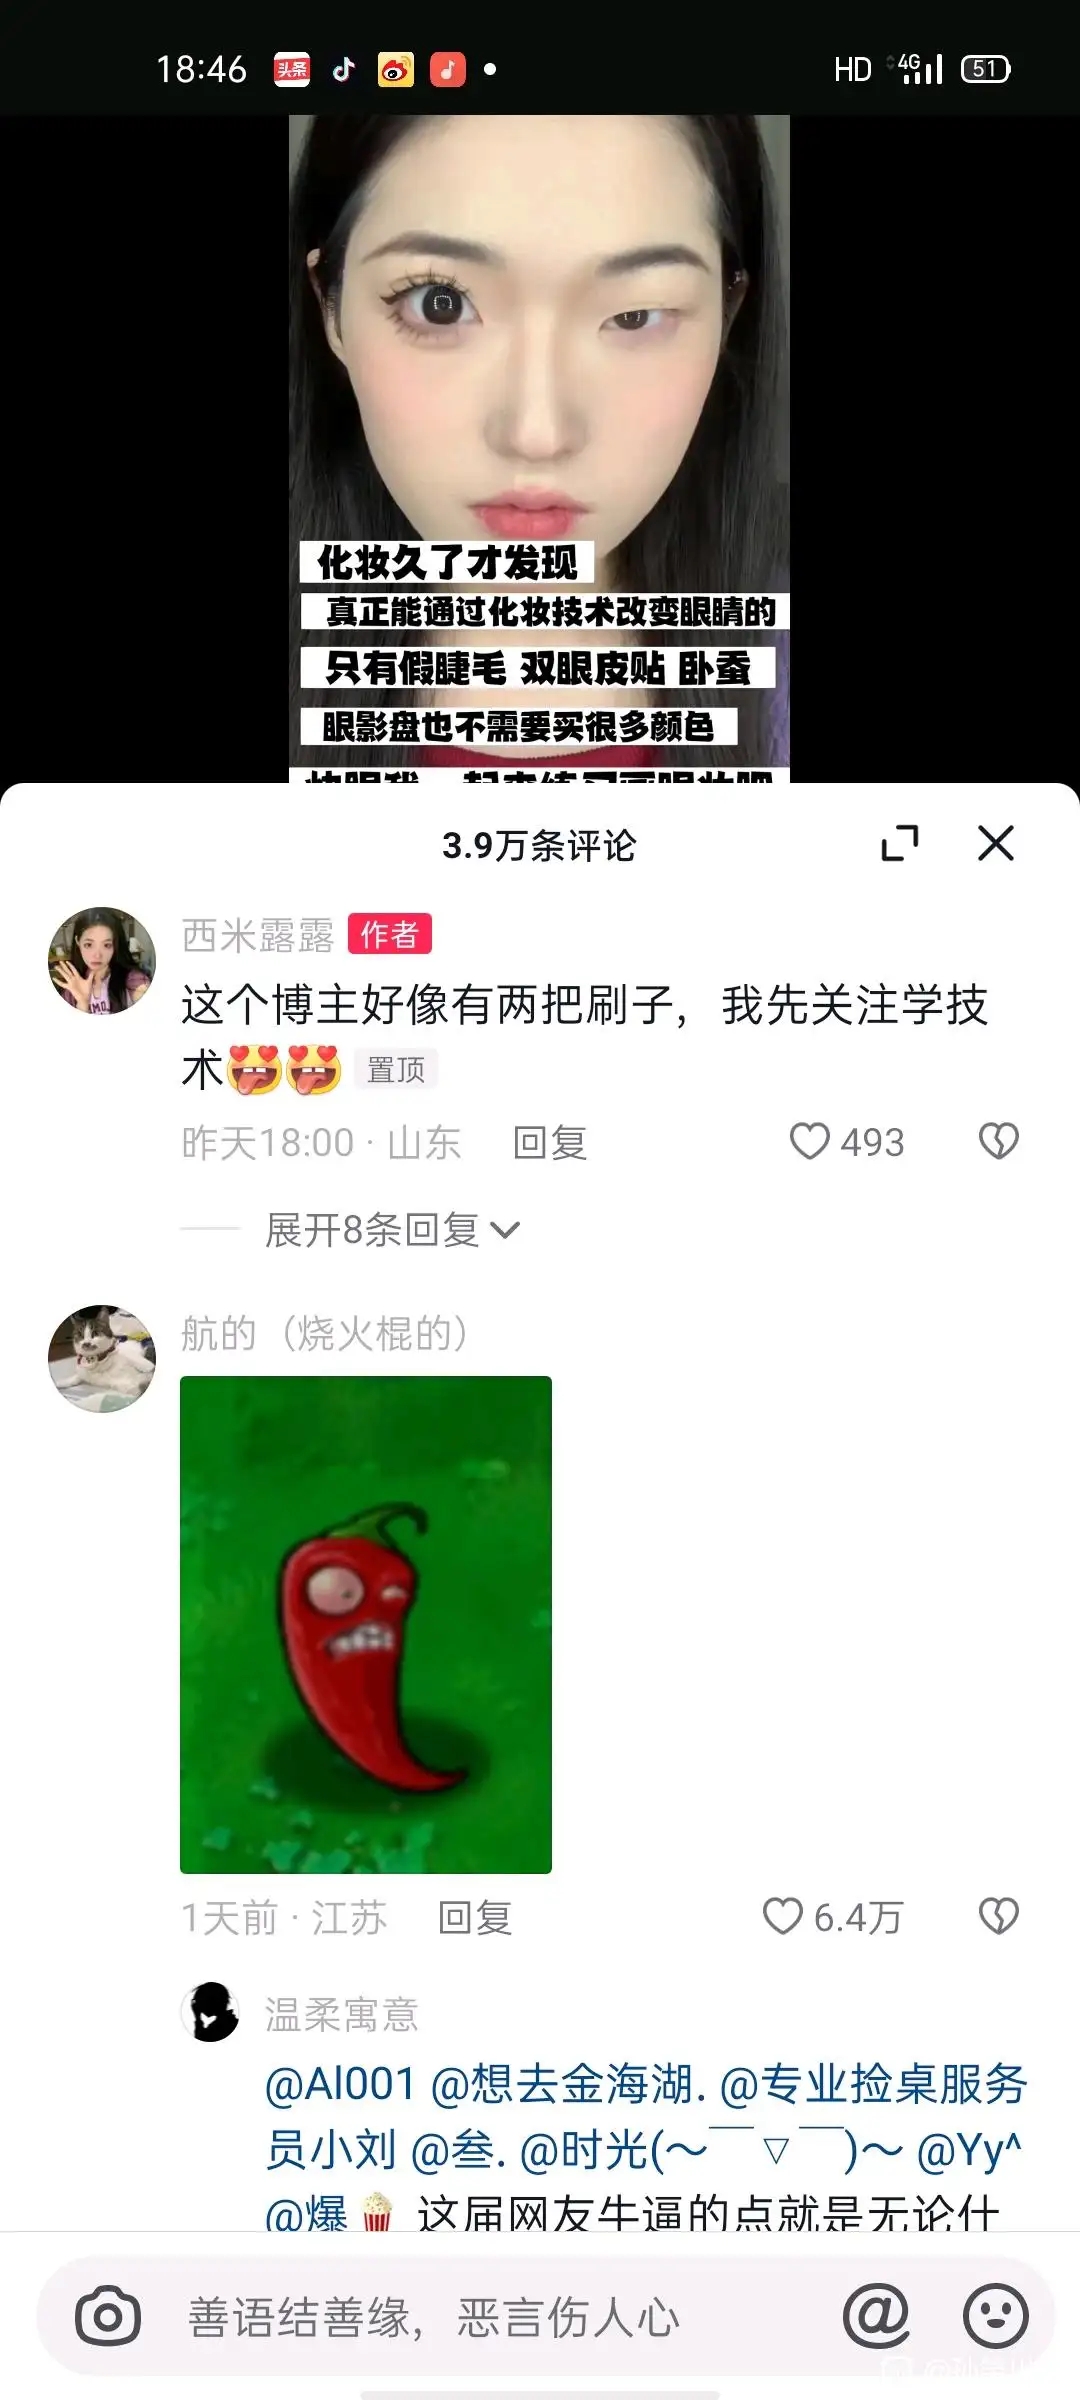 18:46
头条
HD
4G
51
化妆久了才发现
真正能通过化妆技术改变眼睛的
只有假睫毛 双眼皮贴 卧蚕
眼影盘也不需要买很多颜色
3.9万条评论
西米露露 作者
这个博主好像有两把刷子，我先关注学技
术😍😍 置顶
昨天18:00 · 山东 回复 493
展开8条回复
航的（烧火棍的）
1天前 · 江苏 回复 6.4万
温柔寓意
@Al001 @想去金海湖. @专业捡桌服务
员小刘 @叁. @时光(～￣▽￣)～ @Yy^
@爆🍿 这届网友牛逼的点就是无论什
善语结善缘，恶言伤人心